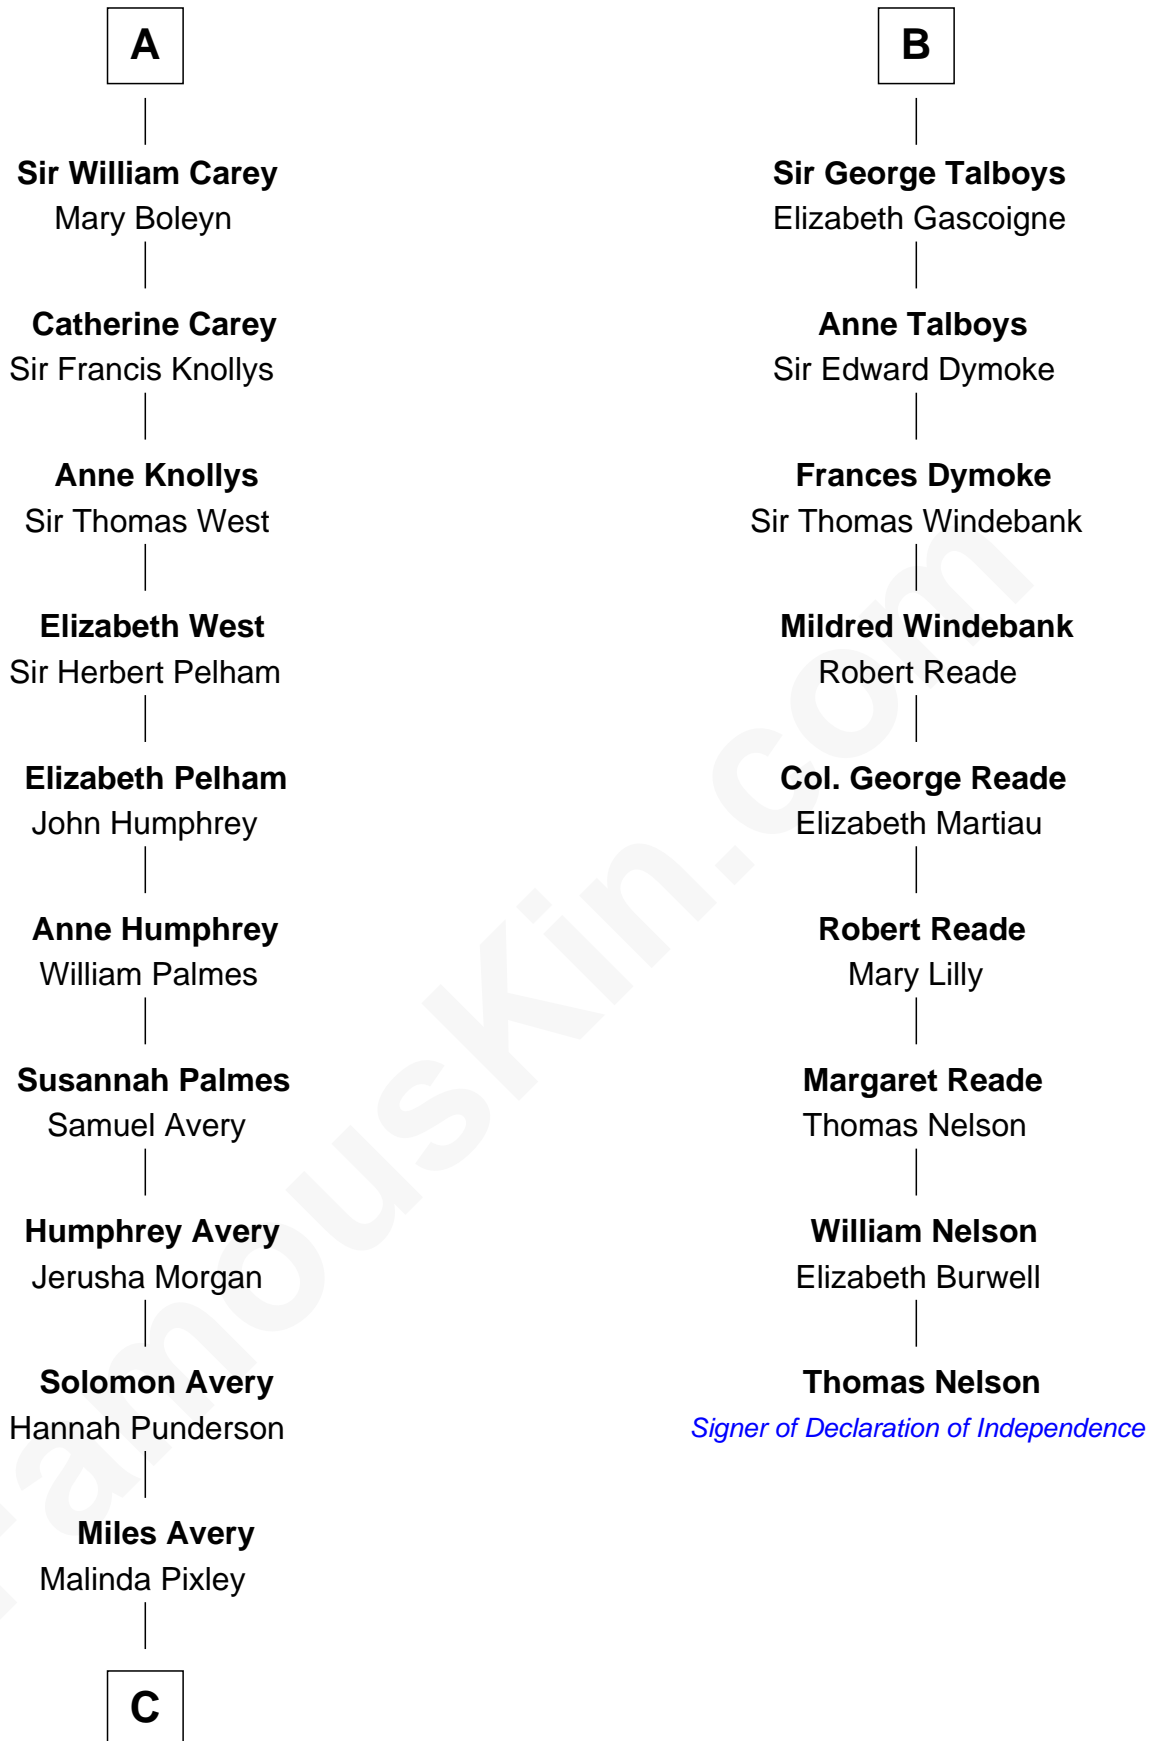 A
Sir William Carey
Mary Boleyn
Catherine Carey
Sir Francis Knollys
Anne Knollys
Sir Thomas West
Elizabeth West
Sir Herbert Pelham
Elizabeth Pelham
John Humphrey
Anne Humphrey
William Palmes
Susannah Palmes
Samuel Avery
Humphrey Avery
Jerusha Morgan
Solomon Avery
Hannah Punderson
Miles Avery
Malinda Pixley
C
B
Sir George Talboys
Elizabeth Gascoigne
Anne Talboys
Sir Edward Dymoke
Frances Dymoke
Sir Thomas Windebank
Mildred Windebank
Robert Reade
Col. George Reade
Elizabeth Martiau
Robert Reade
Mary Lilly
Margaret Reade
Thomas Nelson
William Nelson
Elizabeth Burwell
Thomas Nelson
Signer of Declaration of Independence
FamousKin.com